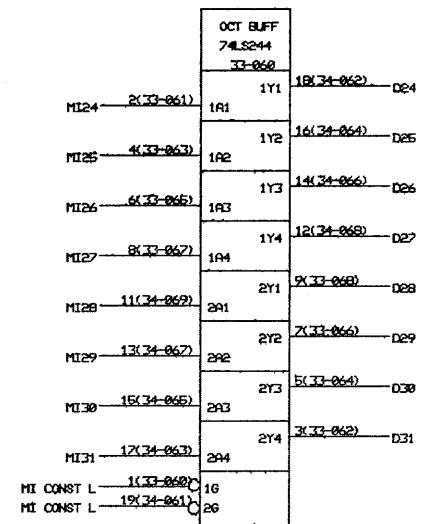 OCT BUFF
74LS244
33-060
1Y1 18(34-062) D24
MI24 2(33-061) 1A1
1Y2 16(34-064) D25
MI25 4(33-063) 1A2
1Y3 14(34-066) D26
MI26 6(33-065) 1A3
1Y4 12(34-068) D27
MI27 8(33-067) 1A4
2Y1 9(33-068) D28
MI28 11(34-069) 2A1
2Y2 7(33-066) D29
MI29 13(34-067) 2A2
2Y3 5(33-064) D30
MI30 15(34-065) 2A3
2Y4 3(33-062) D31
MI31 17(34-063) 2A4
MI CONST L 1(33-060) 1G
MI CONST L 19(34-061) 2G